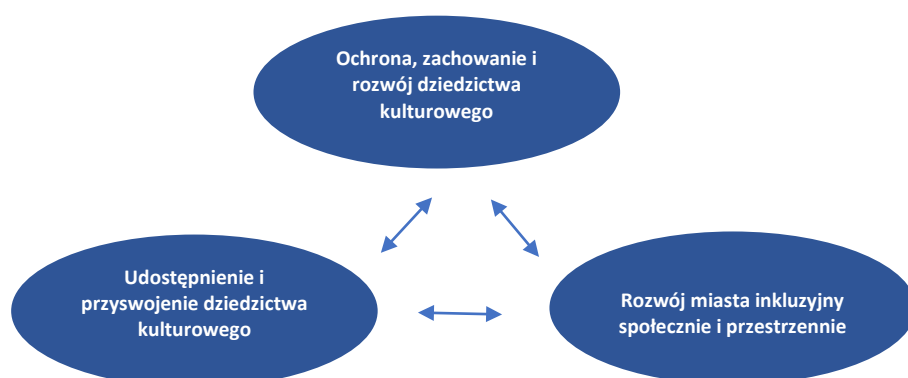 Ochrona, zachowanie i
rozwój dziedzictwa
kulturowego
Udostępnienie i
przyswojenie dziedzictwa
kulturowego
Rozwój miasta inkluzyjny
społecznie i przestrzennie